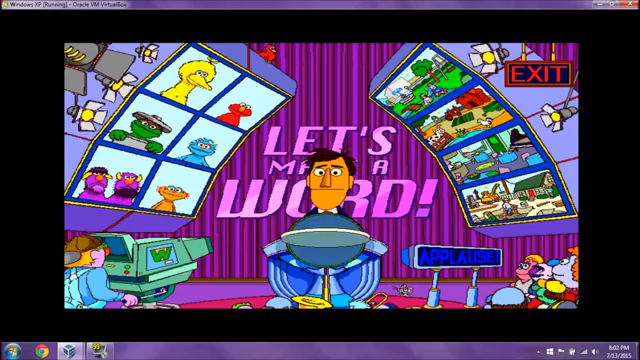 Windows XP [Running] - Oracle VM VirtualBox
EXIT
LET'S
MAKE A
WORD!
W
APPLAUSE!
8:02 PM
7/13/2015